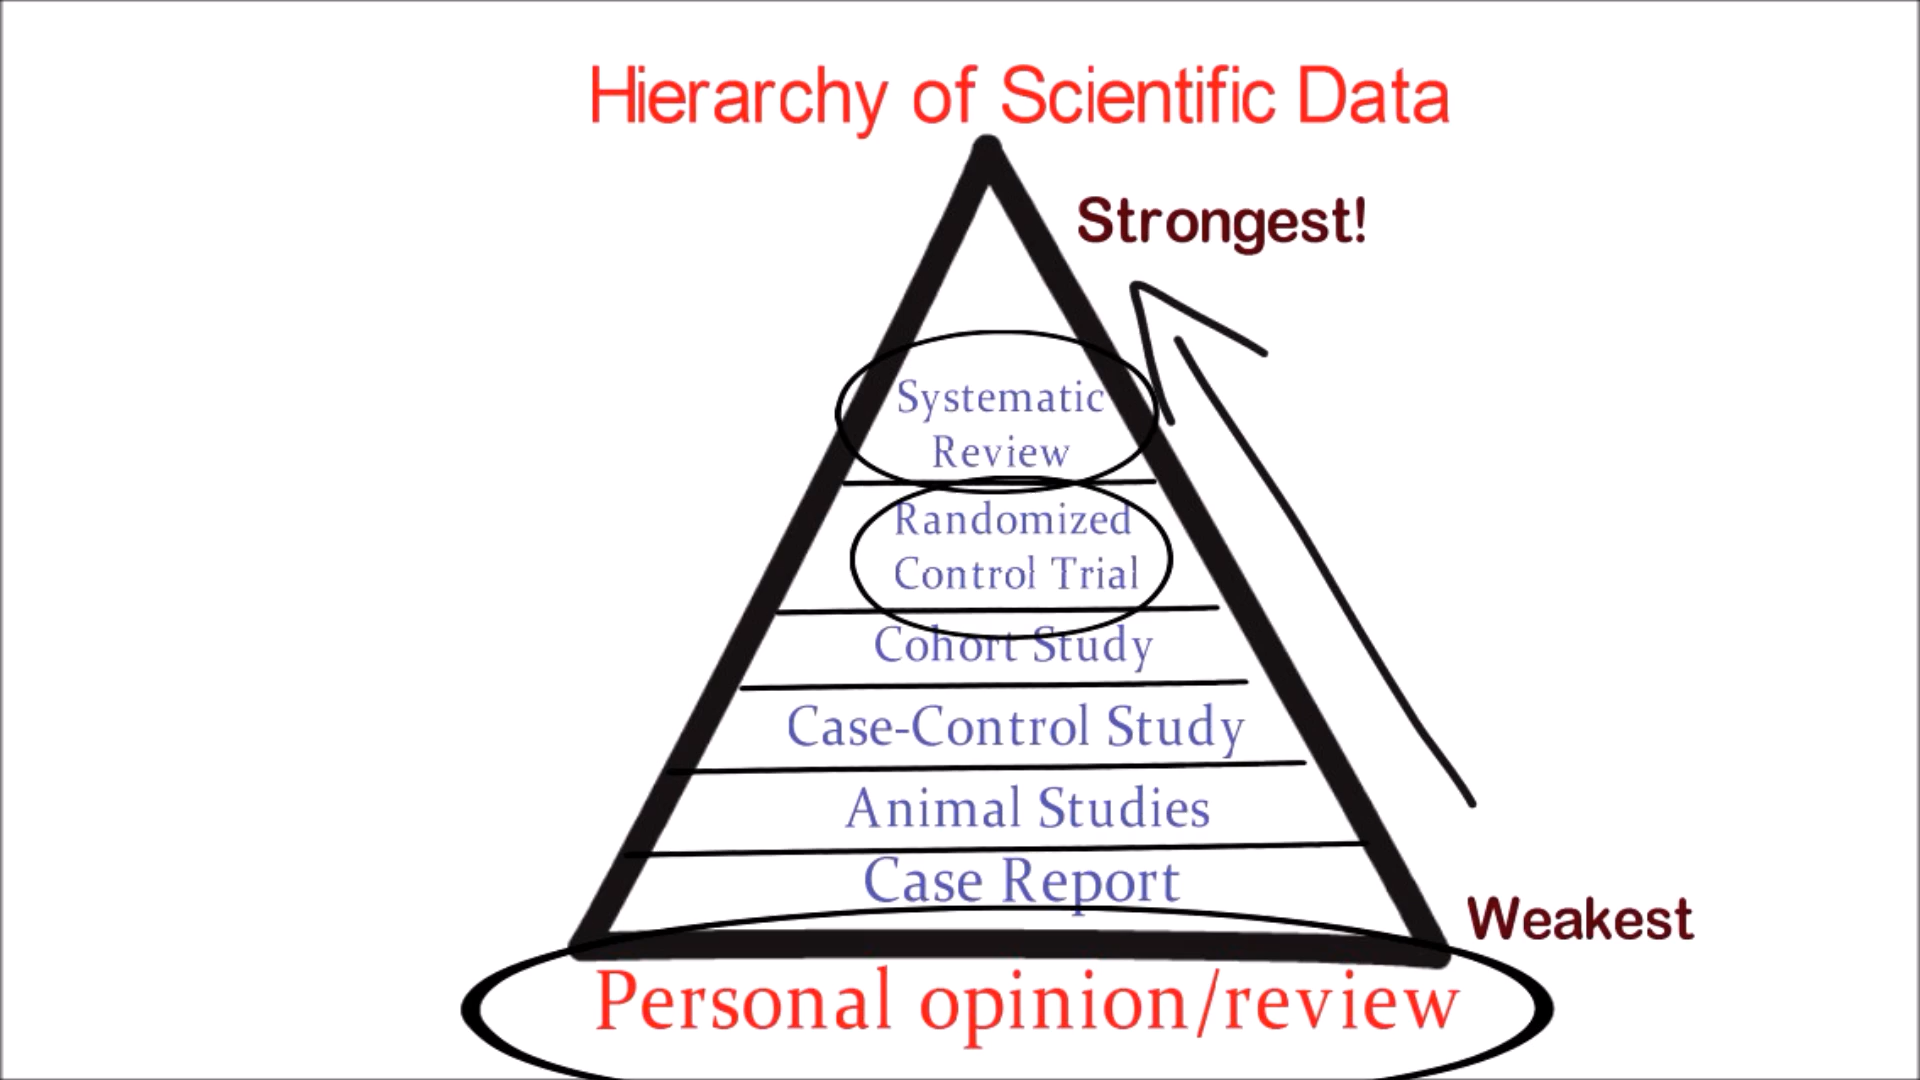 Hierarchy of Scientific Data
Strongest!
Systematic
Review
Randomized
Control Trial
Cohort Study
Case-Control Study
Animal Studies
Case Report
Weakest
Personal opinion/review